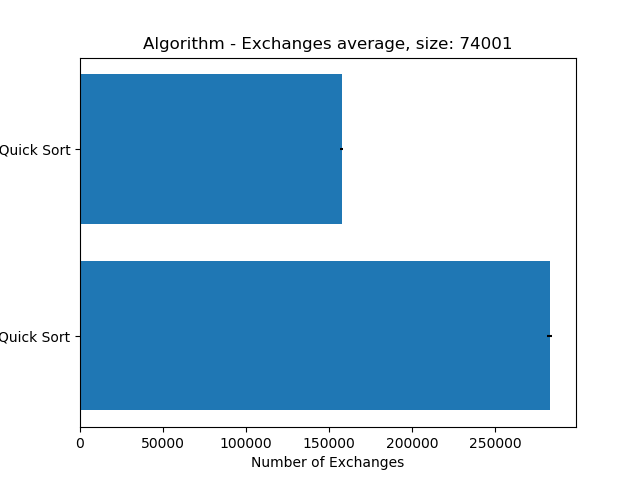 Algorithm - Exchanges average, size: 74001
Quick Sort
Quick Sort
0 50000 100000 150000 200000 250000
Number of Exchanges